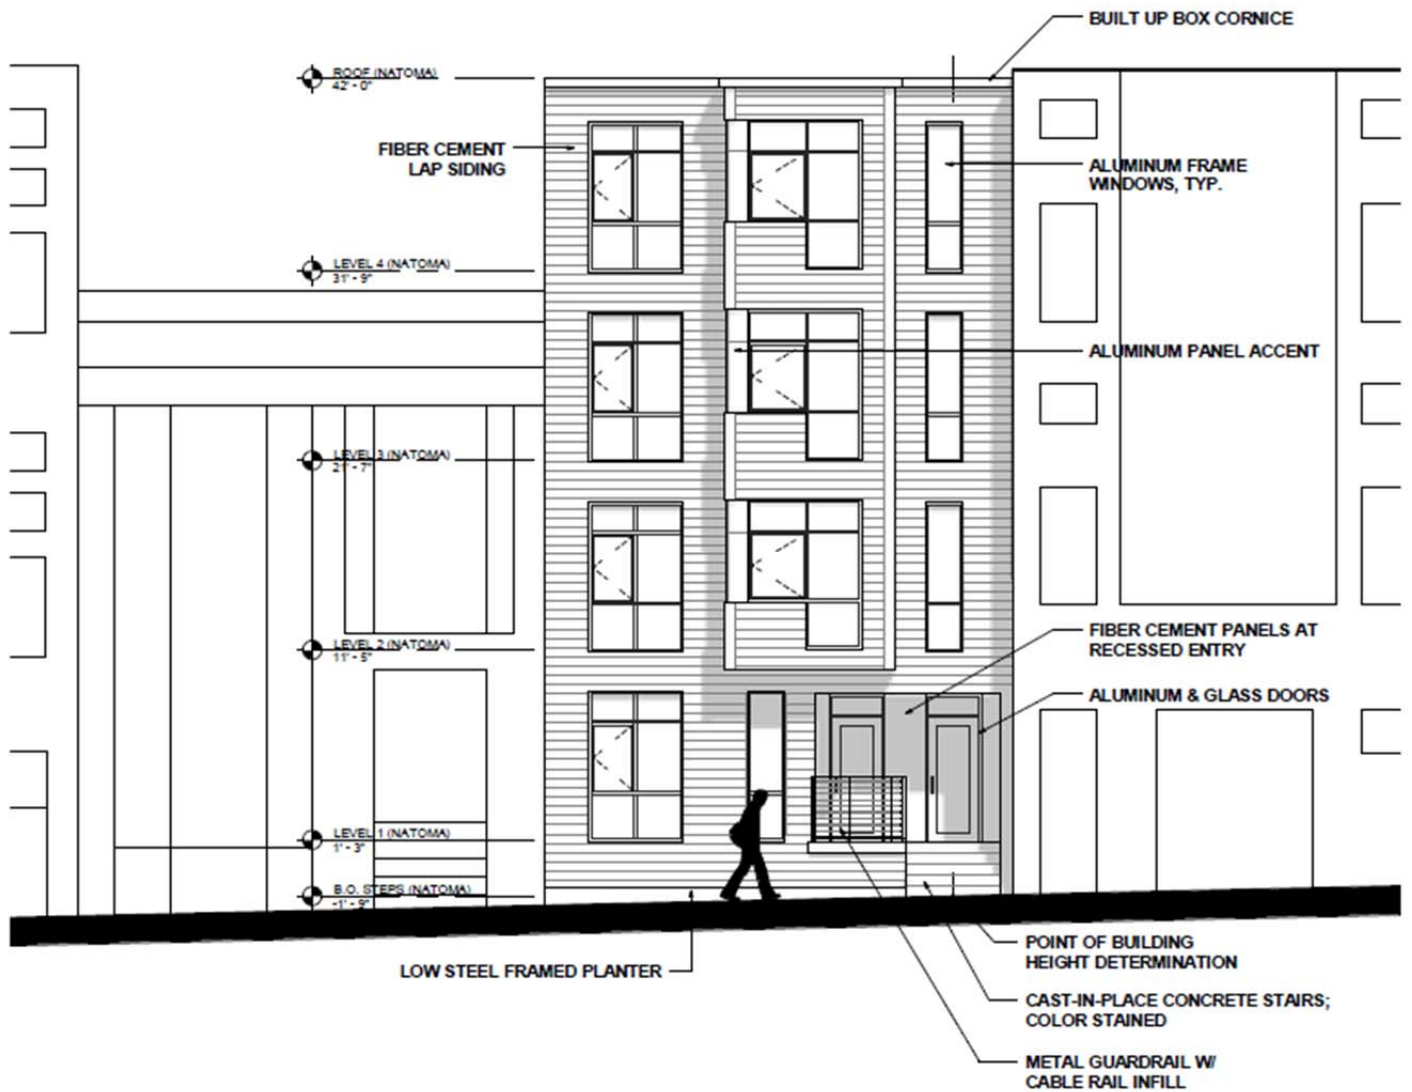 BUILT UP BOX CORNICE
ROOF (NATOMA)
42' - 0"
FIBER CEMENT
LAP SIDING
ALUMINUM FRAME
WINDOWS, TYP.
LEVEL 4 (NATOMA)
31' - 9"
ALUMINUM PANEL ACCENT
LEVEL 3 (NATOMA)
21' - 7"
LEVEL 2 (NATOMA)
11' - 5"
FIBER CEMENT PANELS AT
RECESSED ENTRY
ALUMINUM & GLASS DOORS
LEVEL 1 (NATOMA)
1' - 3"
B.O. STEPS (NATOMA)
-1' - 9"
LOW STEEL FRAMED PLANTER
POINT OF BUILDING
HEIGHT DETERMINATION
CAST-IN-PLACE CONCRETE STAIRS;
COLOR STAINED
METAL GUARDRAIL W/
CABLE RAIL INFILL